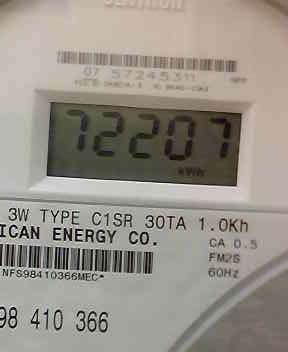 07 57245311
72207
kWh
3W TYPE C1SR 30TA 1.0Kh
ICAN ENERGY CO.
CA 0.5
FM2S
60Hz
NFS98410366MEC*
98 410 366